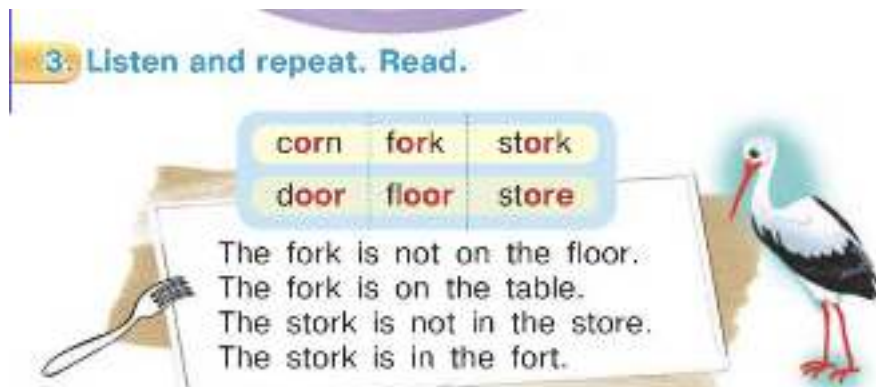 3. Listen and repeat. Read.
corn fork stork
door floor store
The fork is not on the floor.
The fork is on the table.
The stork is not in the store.
The stork is in the fort.